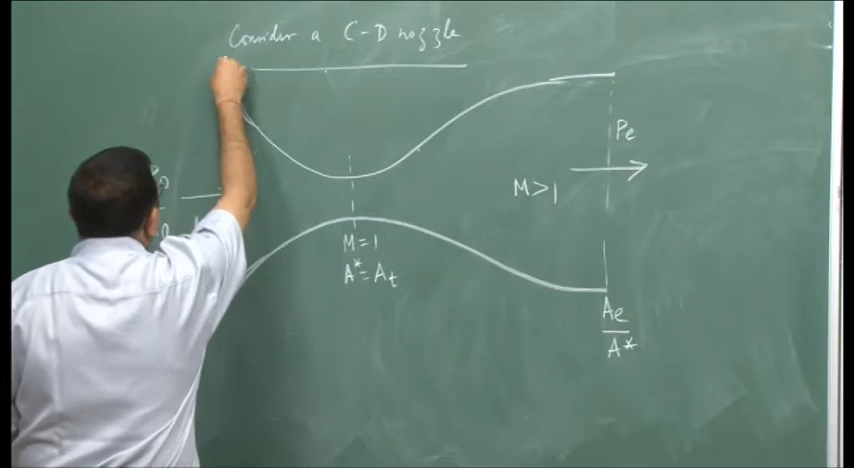 Consider a C-D nozzle
Pe
M>1
M=1
A*=At
Ae
A*